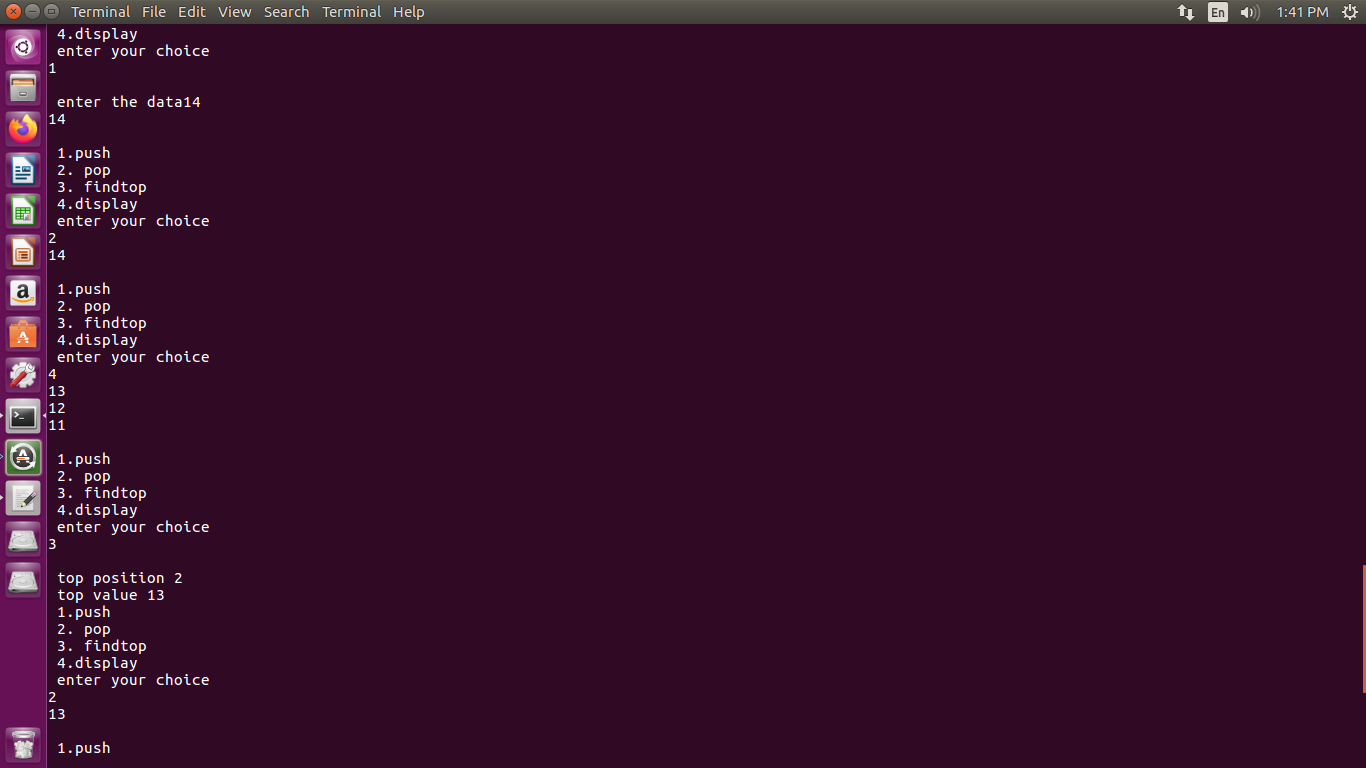 Terminal File Edit View Search Terminal Help En 1:41 PM
4.display
enter your choice
1
enter the data14
14
1.push
2. pop
3. findtop
4.display
enter your choice
2
14
1.push
2. pop
3. findtop
4.display
enter your choice
4
13
12
11
1.push
2. pop
3. findtop
4.display
enter your choice
3
top position 2
top value 13
1.push
2. pop
3. findtop
4.display
enter your choice
2
13
1.push